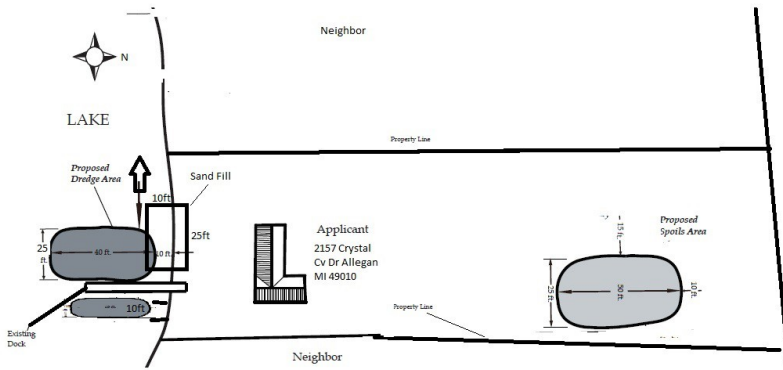 Neighbor
N
LAKE
Property Line
Proposed
Dredge Area
Sand Fill
10ft
25ft
25
ft.
40 ft.
10 ft.
Applicant
2157 Crystal
Cv Dr Allegan
MI 49010
15 ft.
Proposed
Spoils Area
25 ft.
50 ft.
10 ft.
10ft
Existing
Dock
Property Line
Neighbor